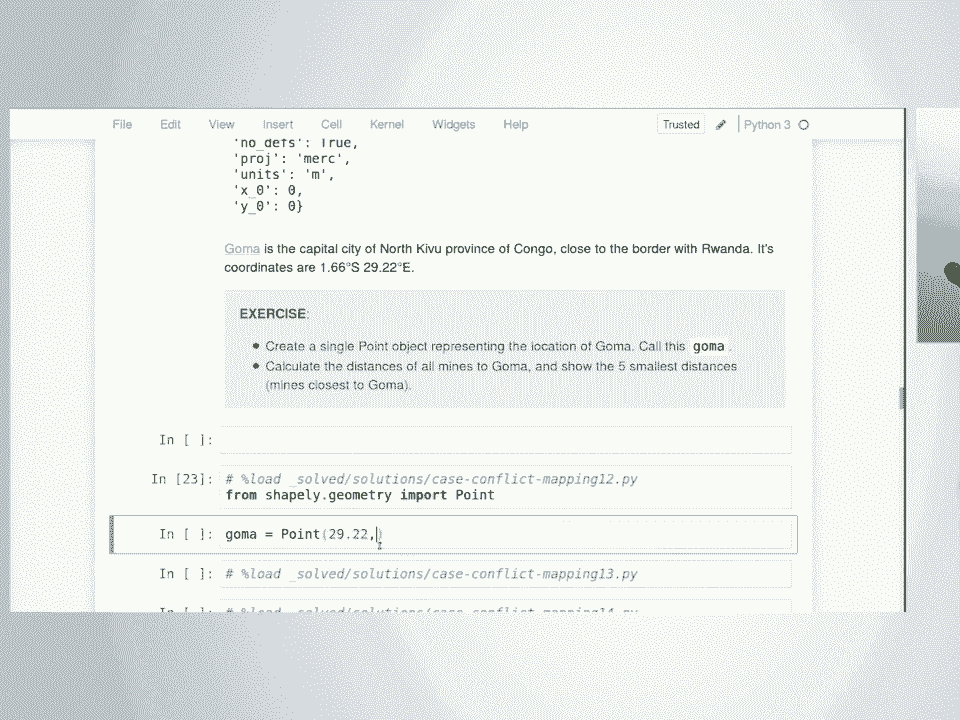 File Edit View Insert Cell Kernel Widgets Help Trusted Python 3
'no_defs': True,
'proj': 'merc',
'units': 'm',
'x_0': 0,
'y_0': 0}
Goma is the capital city of North Kivu province of Congo, close to the border with Rwanda. It's
coordinates are 1.66°S 29.22°E.
EXERCISE:
Create a single Point object representing the location of Goma. Call this goma .
Calculate the distances of all mines to Goma, and show the 5 smallest distances
(mines closest to Goma).
In [ ]:
In [23]: # %load _solved/solutions/case-conflict-mapping12.py
from shapely.geometry import Point
In [ ]: goma = Point(29.22,)
In [ ]: # %load _solved/solutions/case-conflict-mapping13.py
In [ ]: # %load _solved/solutions/case-conflict-mapping14.py